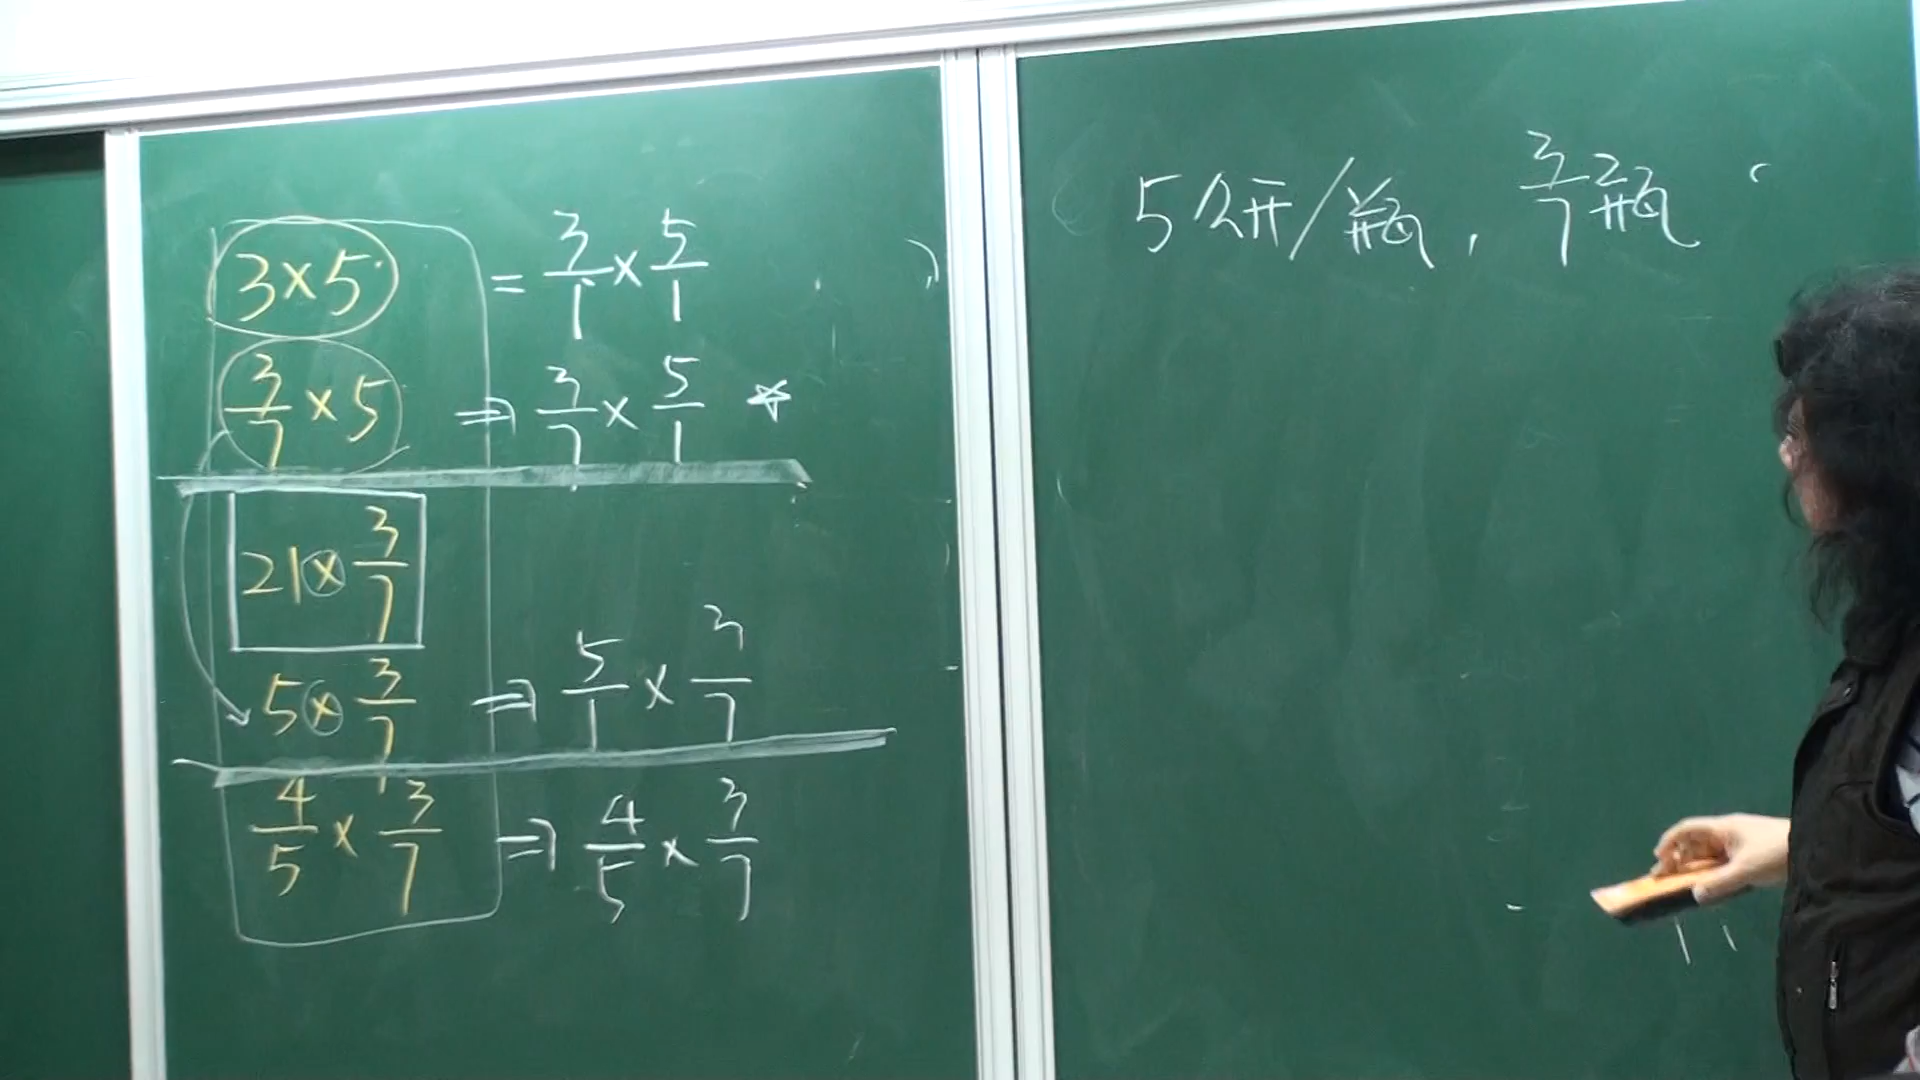 3×5 = 3/1 × 5/1
3/7 × 5 ⇒ 3/7 × 5/1 ☆
21 × 3/7
5 × 3/7 ⇒ 5/1 × 3/7
4/5 × 3/7 ⇒ 4/5 × 3/7
5公升/瓶, 3/7瓶